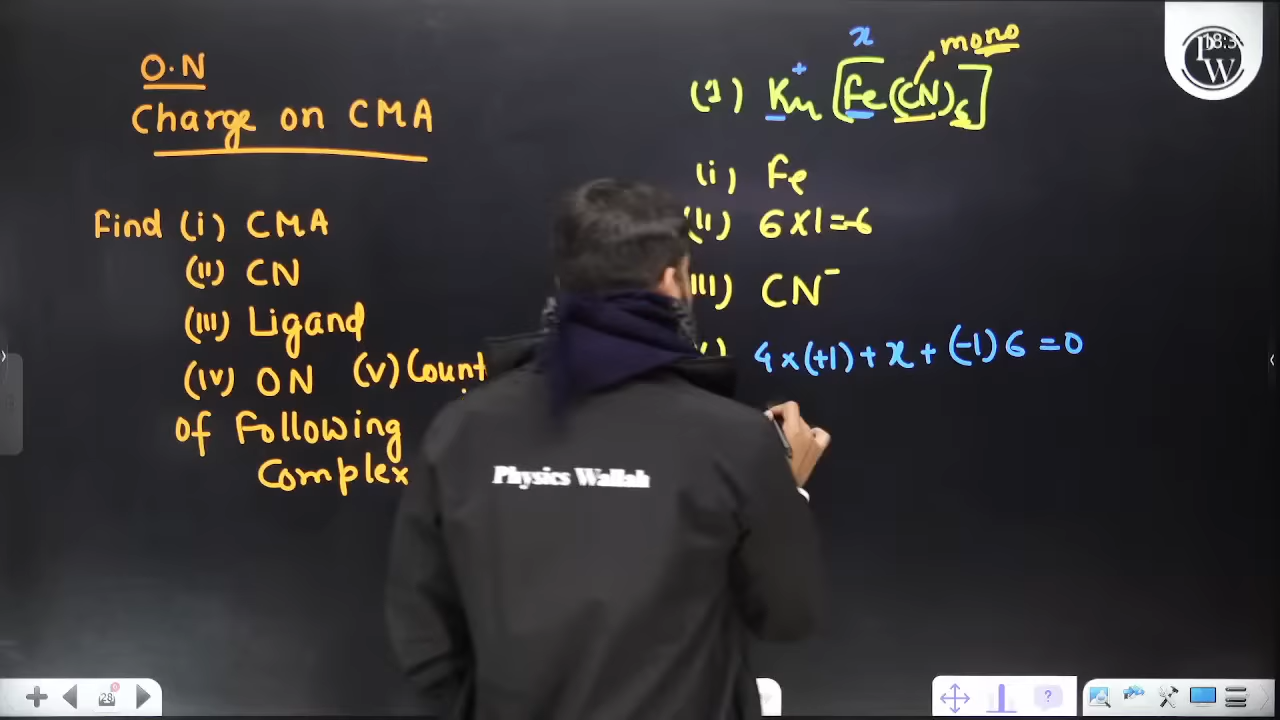 O.N
Charge on CMA
Find (i) CMA
(ii) CN
(iii) Ligand
(iv) ON (v) Count
of Following
Complex
x
mono
(1) K4+ [Fe(CN)6]
(i) Fe
(ii) 6×1=-6
(iii) CN⁻
4×(+1)+x+(-1)6=0
Physics Wallah
W
28